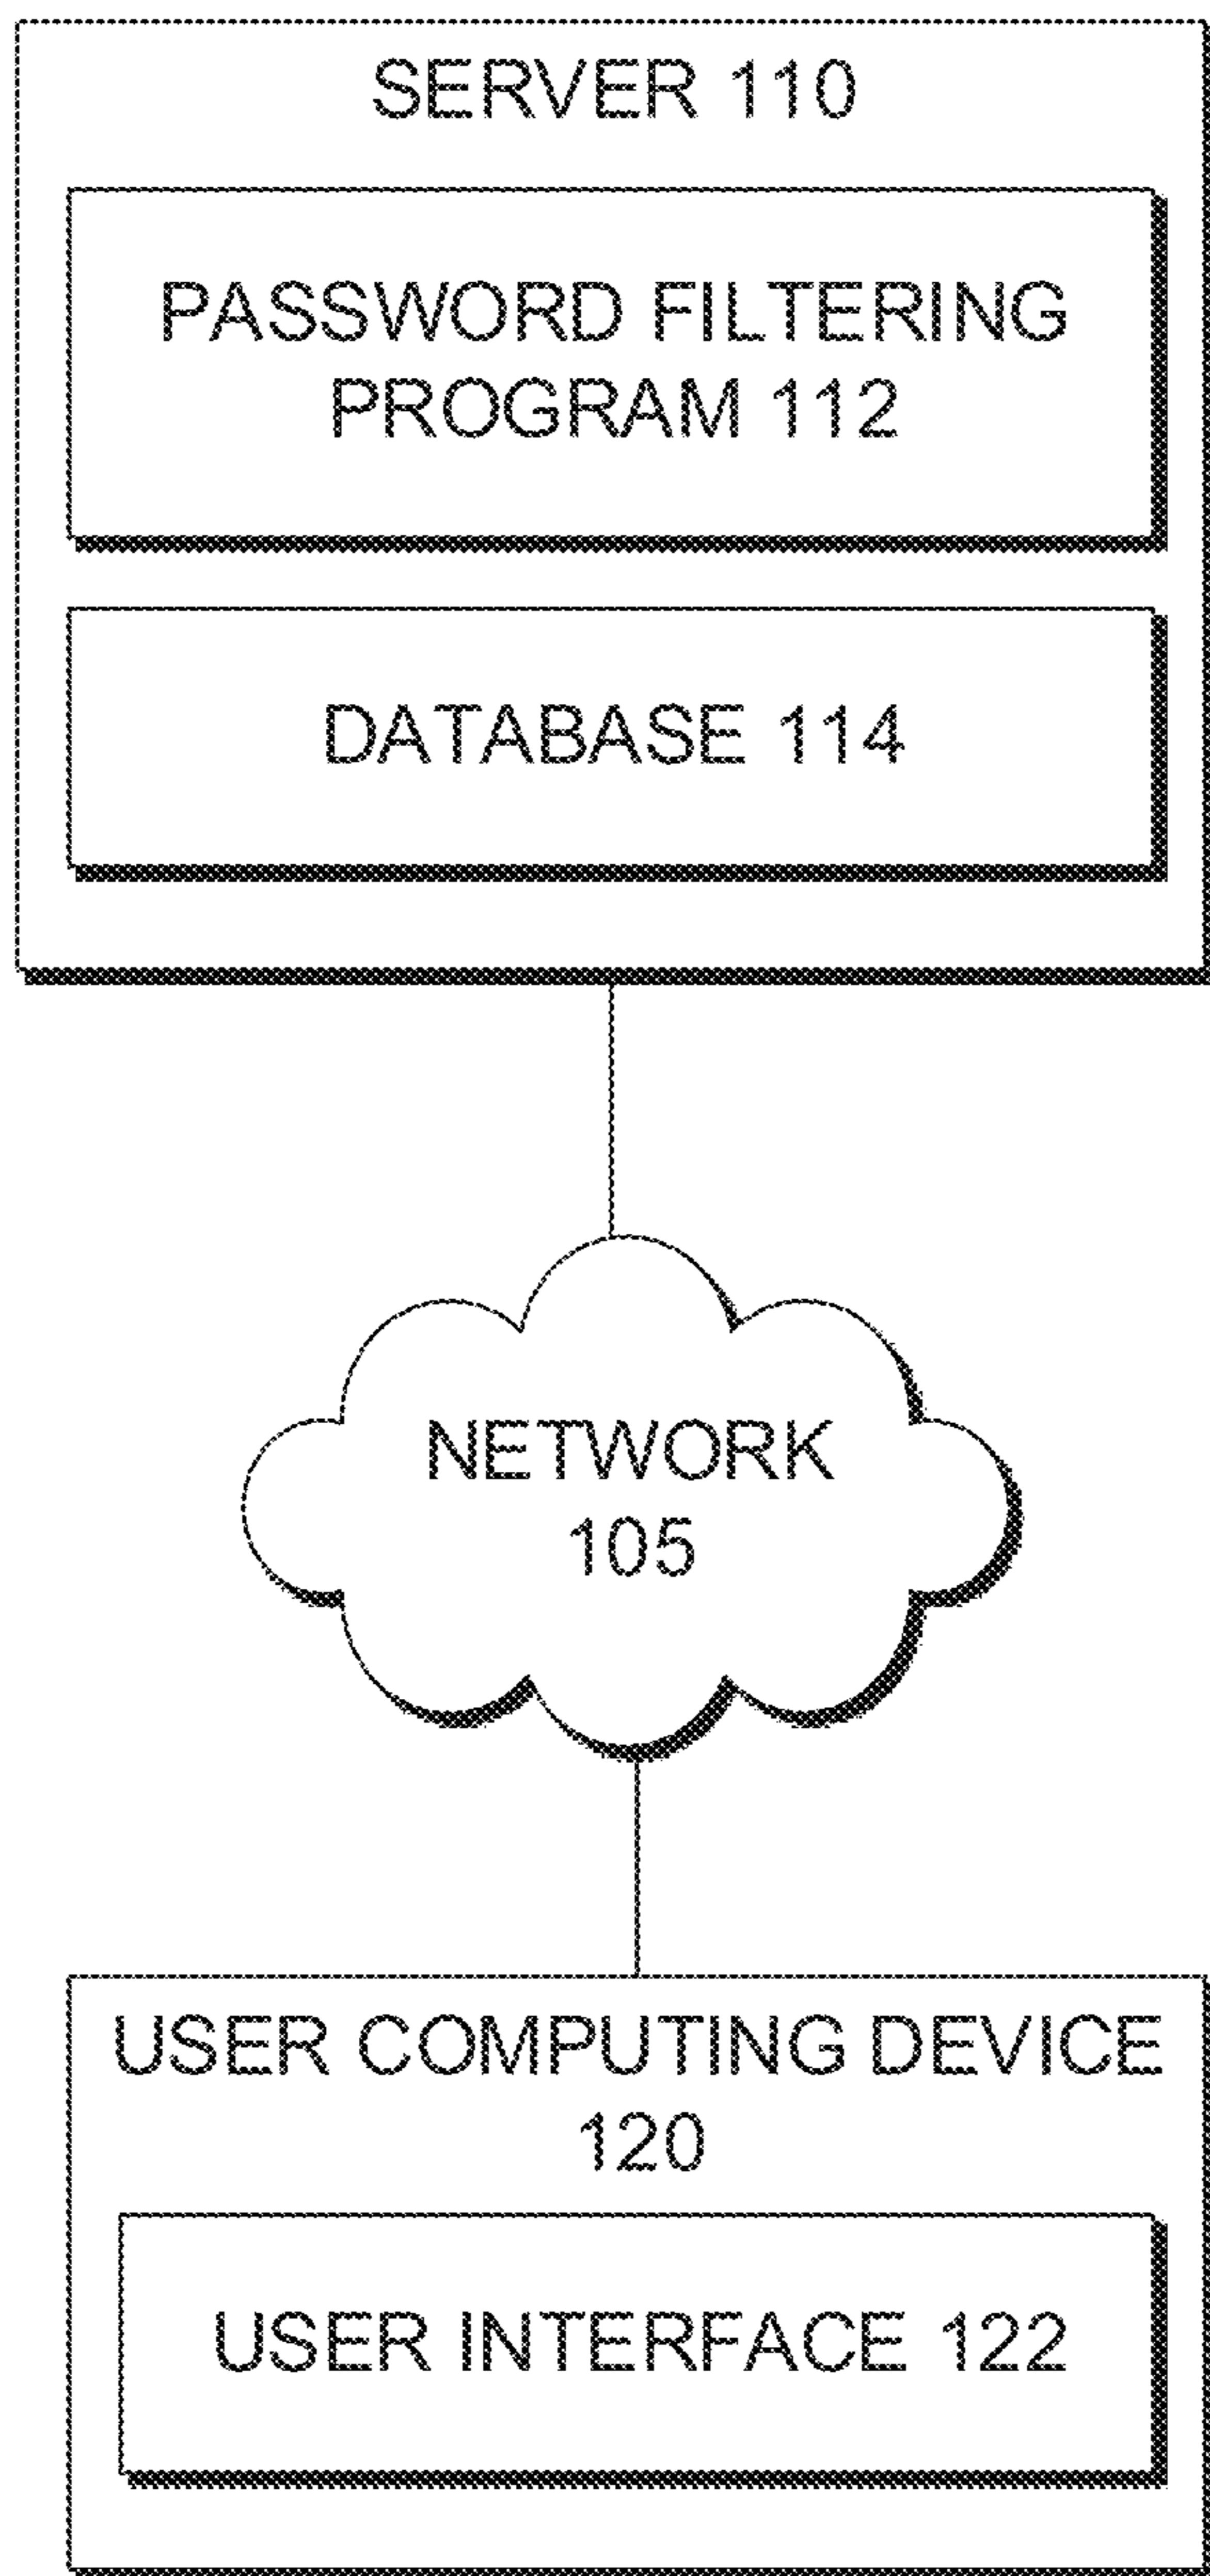 SERVER 110
PASSWORD FILTERING
PROGRAM 112
DATABASE 114
NETWORK
105
USER COMPUTING DEVICE
120
USER INTERFACE 122